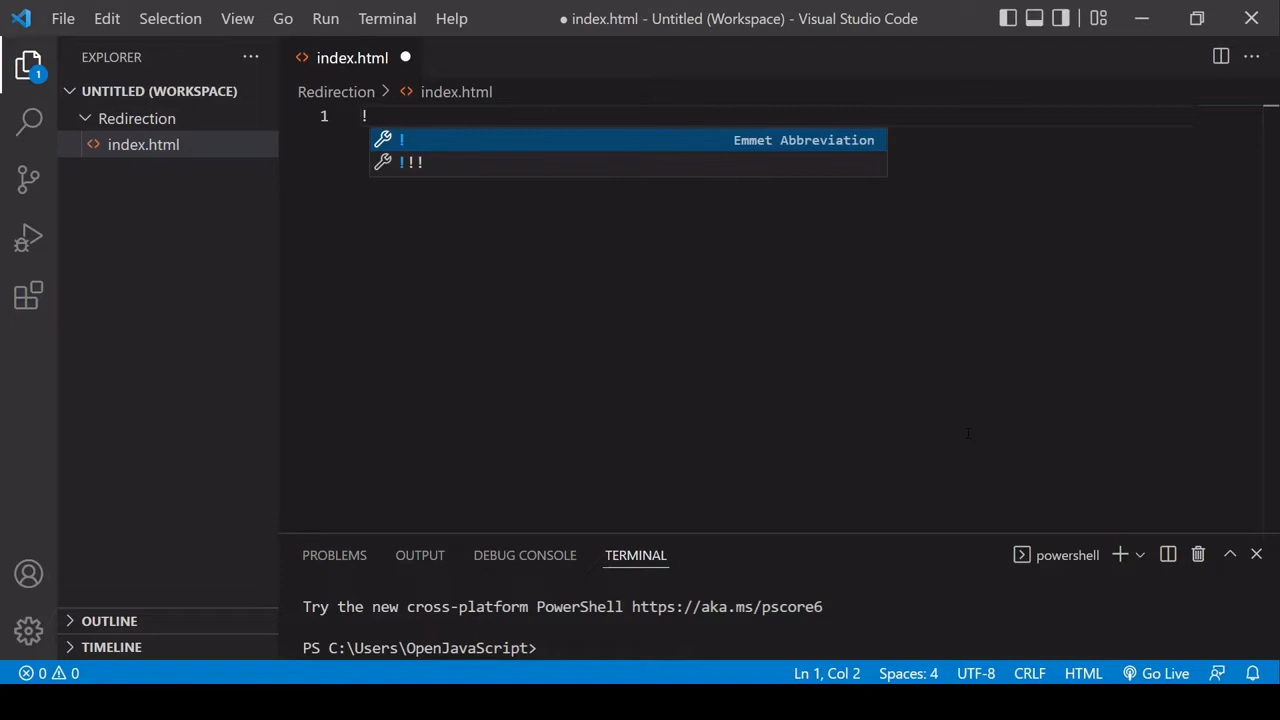 File Edit Selection View Go Run Terminal Help ● index.html - Untitled (Workspace) - Visual Studio Code
EXPLORER ···
index.html ●
1
UNTITLED (WORKSPACE)
Redirection > index.html
Redirection
1 !
index.html
! Emmet Abbreviation
!!!
PROBLEMS OUTPUT DEBUG CONSOLE TERMINAL powershell
Try the new cross-platform PowerShell https://aka.ms/pscore6
PS C:\Users\OpenJavaScript>
OUTLINE
TIMELINE
0 0 Ln 1, Col 2 Spaces: 4 UTF-8 CRLF HTML Go Live